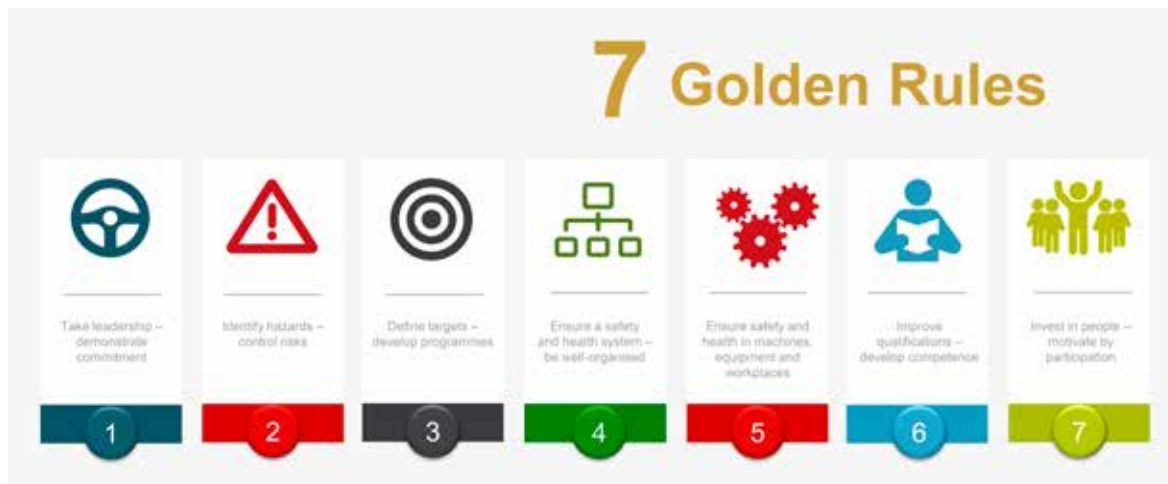 7 Golden Rules
Take leadership –
demonstrate
commitment
1
Identify hazards –
control risks
2
Define targets –
develop programmes
3
Ensure a safety
and health system –
be well-organised
4
Ensure safety and
health in machines,
equipment and
workplaces
5
Improve
qualifications –
develop competence
6
Invest in people –
motivate by
participation
7